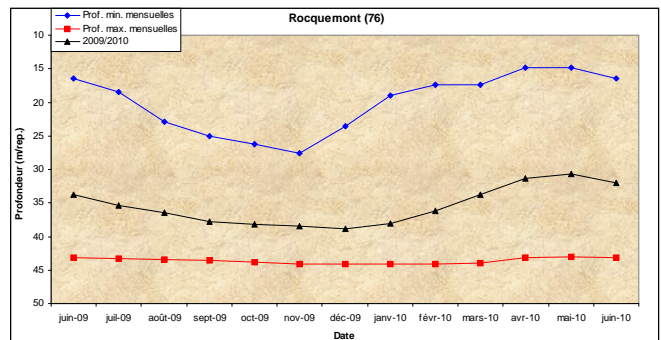 Rocquemont (76)
Prof. min. mensuelles
Prof. max. mensuelles
2009/2010
Profondeur (m/rep.)
10
15
20
25
30
35
40
45
50
juin-09 juil-09 août-09 sept-09 oct-09 nov-09 déc-09 janv-10 févr-10 mars-10 avr-10 mai-10 juin-10
Date